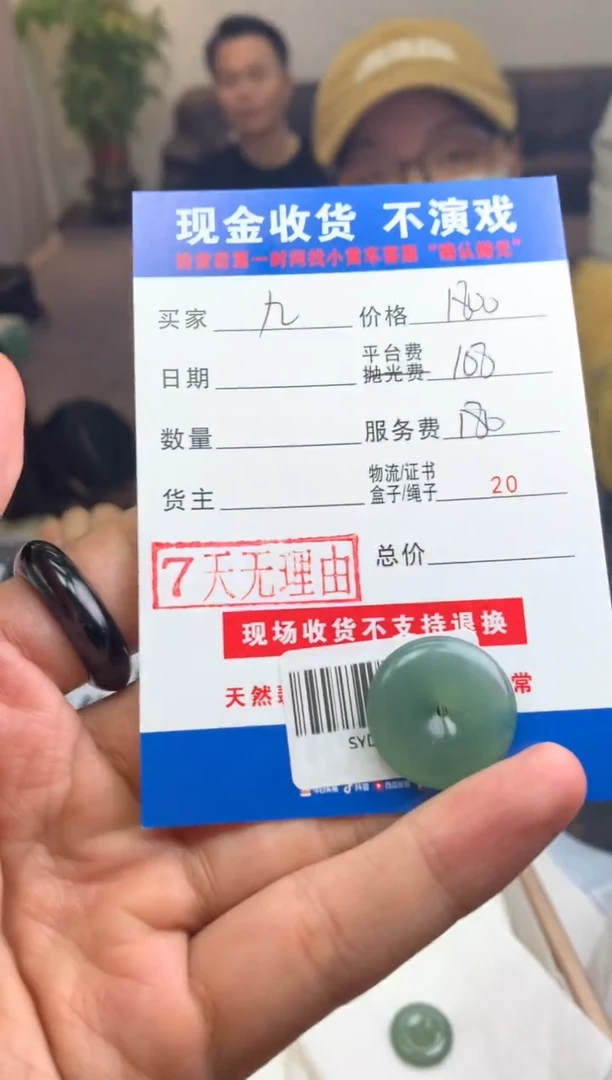 现金收货 不演戏
买家 九 价格 1800
日期 平台费 108
抛光费
数量 服务费 180
货主 物流/证书
盒子/绳子 20
7天无理由 总价
现场收货不支持退换
天然 常
SYD